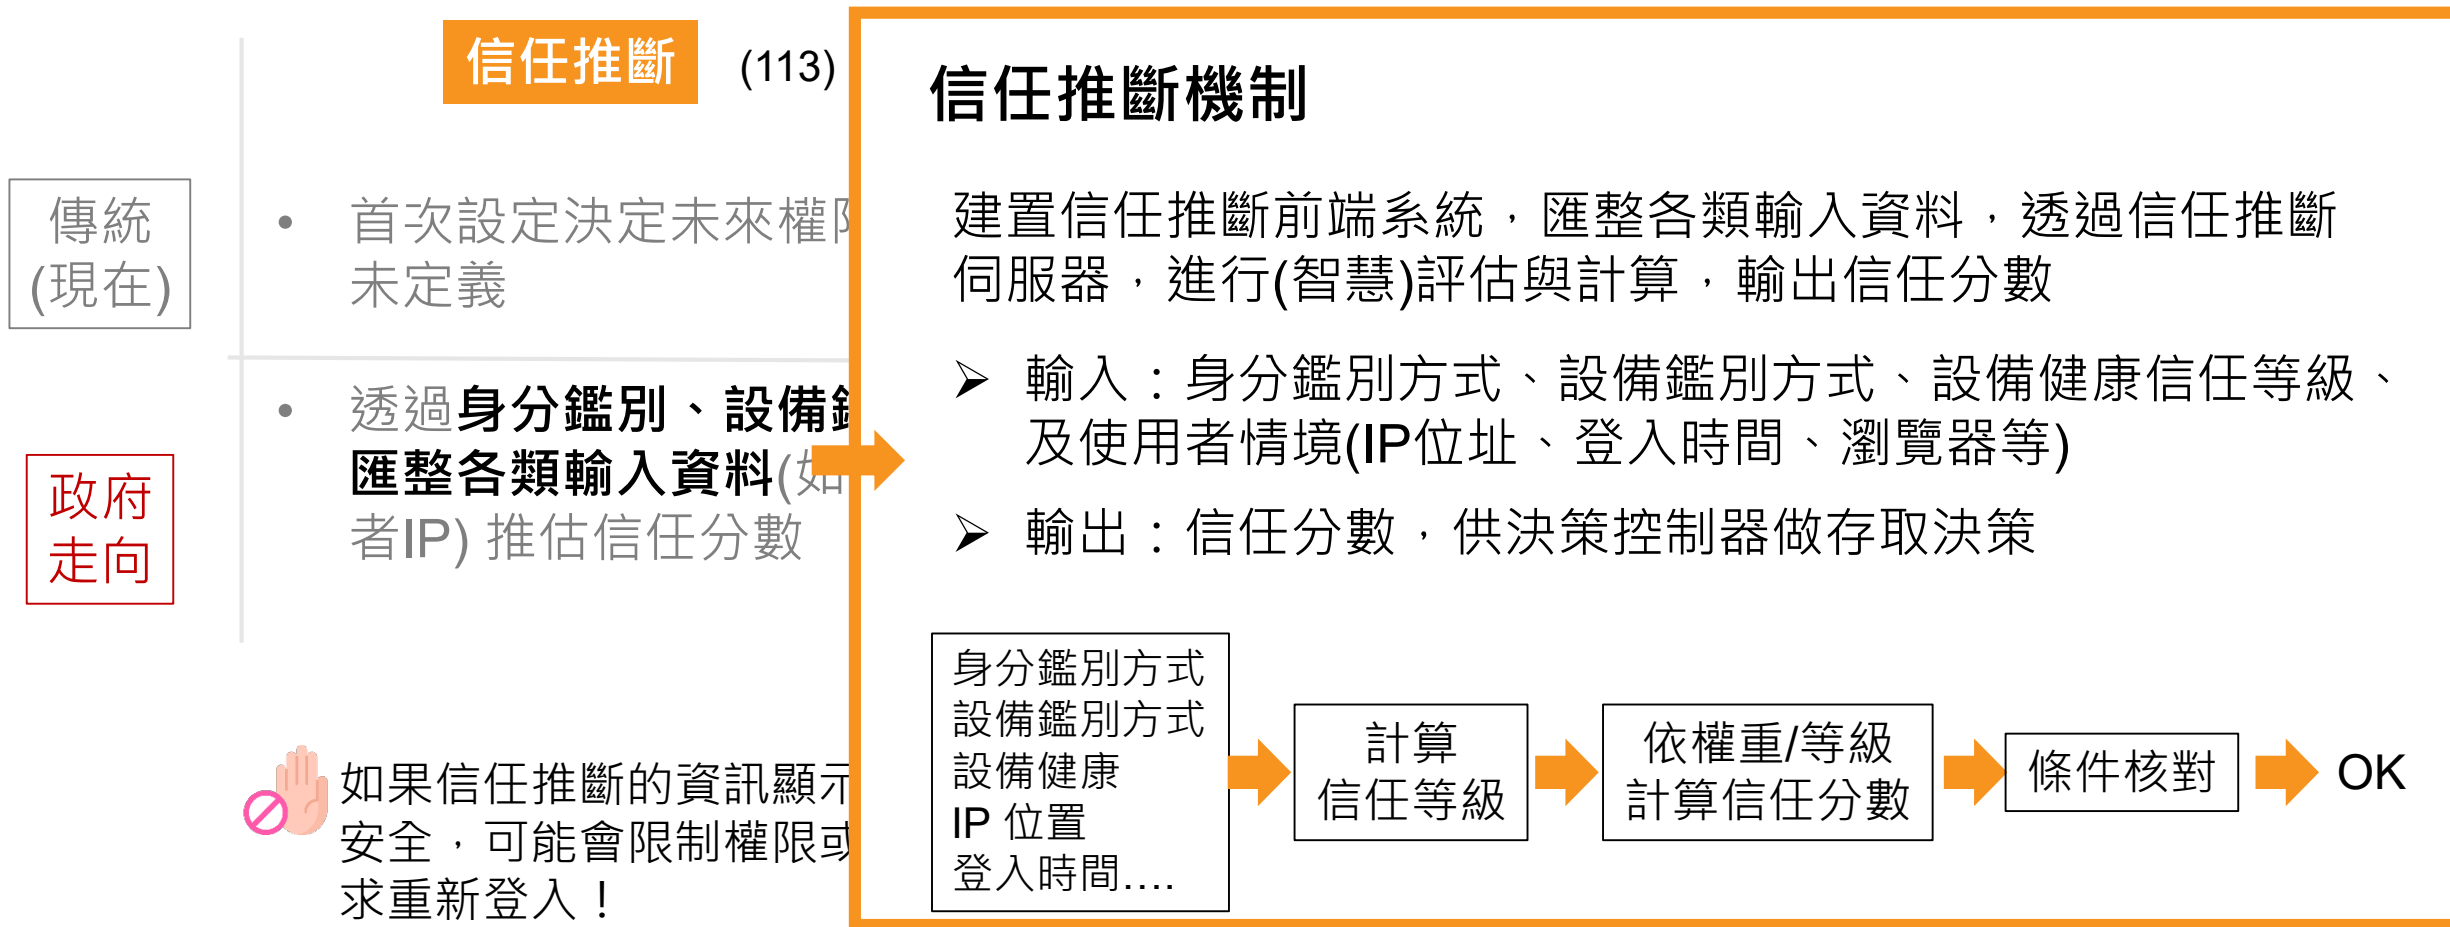 信任推斷 (113)
傳統
(現在)
• 首次設定決定未來權
未定義
政府
走向
• 透過身分鑑別、設備
匯整各類輸入資料(如
者IP) 推估信任分數
如果信任推斷的資訊顯示
安全，可能會限制權限或
求重新登入！
信任推斷機制
建置信任推斷前端系統，匯整各類輸入資料，透過信任推斷
伺服器，進行(智慧)評估與計算，輸出信任分數
➢ 輸入：身分鑑別方式、設備鑑別方式、設備健康信任等級、
及使用者情境(IP位址、登入時間、瀏覽器等)
➢ 輸出：信任分數，供決策控制器做存取決策
身分鑑別方式
設備鑑別方式
設備健康
IP 位置
登入時間....
計算
信任等級
依權重/等級
計算信任分數
條件核對
OK